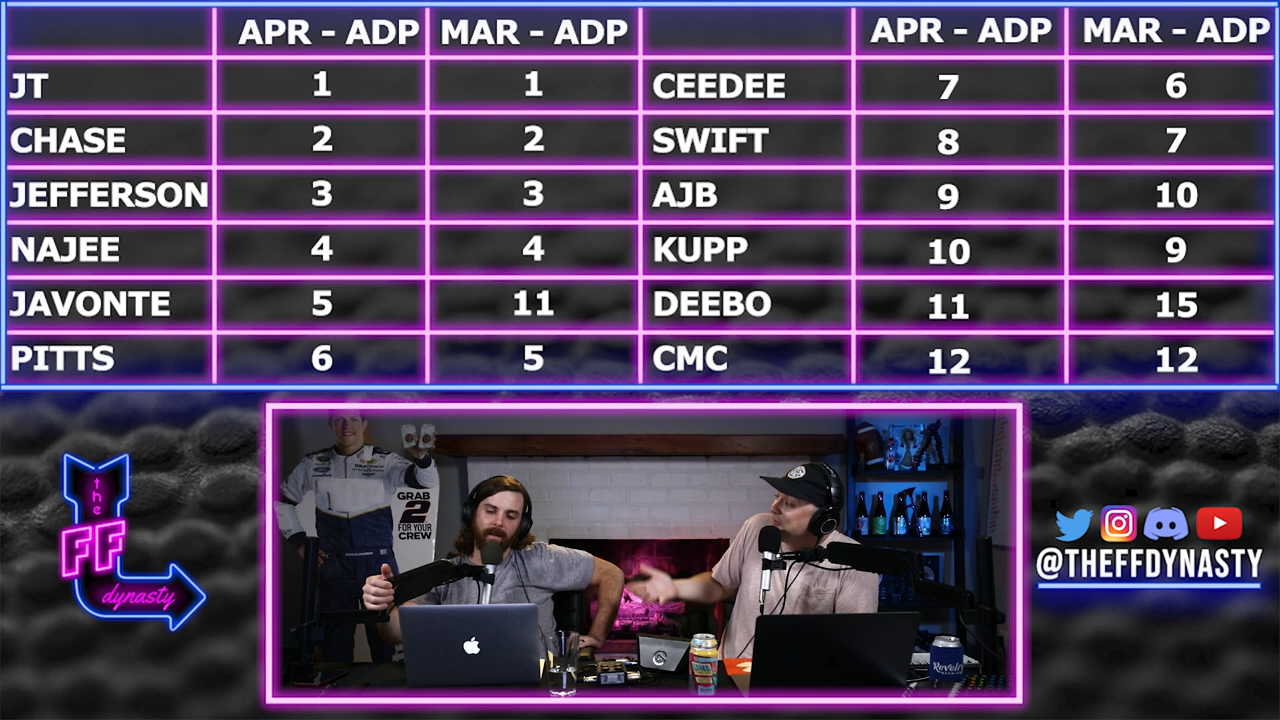 APR - ADP MAR - ADP APR - ADP MAR - ADP
JT 1 1 CEEDEE 7 6
CHASE 2 2 SWIFT 8 7
JEFFERSON 3 3 AJB 9 10
NAJEE 4 4 KUPP 10 9
JAVONTE 5 11 DEEBO 11 15
PITTS 6 5 CMC 12 12
the
FF
dynasty
GRAB
2
FOR YOUR
CREW
Revelry
@THEFFDYNASTY